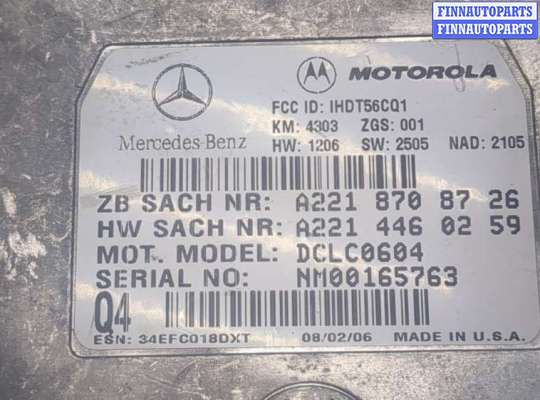 FINNAUTOPARTS
FINNAUTOPARTS
Mercedes-Benz
MOTOROLA
FCC ID: IHDT56CQ1
KM: 4303 ZGS: 001
HW: 1206 SW: 2505 NAD: 2105
ZB SACH NR: A221 870 87 26
HW SACH NR: A221 446 02 59
MOT. MODEL: DCLC0604
SERIAL NO: NM00165763
Q4
ESN: 34EFC018DXT 08/02/06 MADE IN U.S.A.